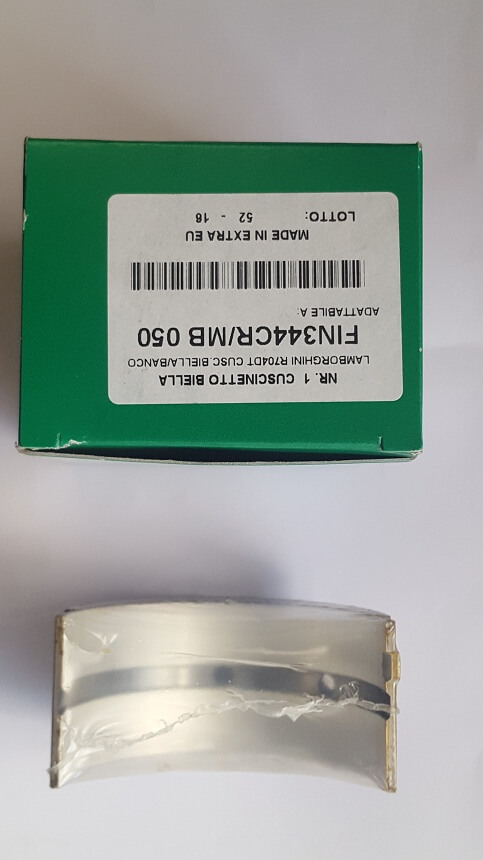 NR. 1 CUSCINETTO BIELLA
LAMBORGHINI R704DT CUSC.BIELLA/BANCO
FIN344CR/MB 050
ADATTABILE A:
MADE IN EXTRA EU
LOTTO: 52 - 16